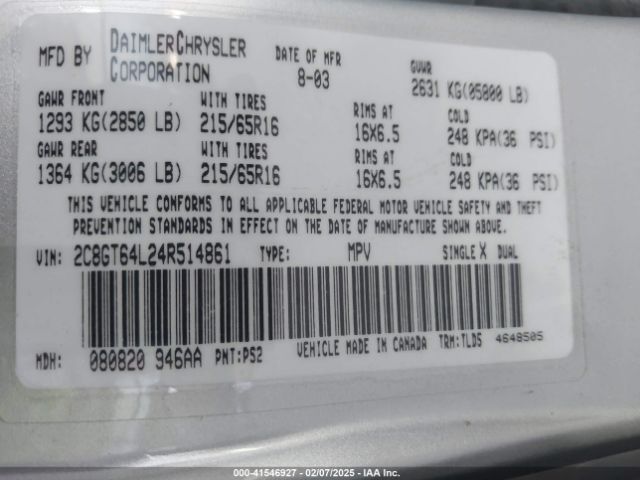 MFD BY DAIMLERCHRYSLER CORPORATION DATE OF MFR 8-03 GVWR 2631 KG(05800 LB)
GAWR FRONT WITH TIRES RIMS AT COLD
1293 KG(2850 LB) 215/65R16 16X6.5 248 KPA(36 PSI)
GAWR REAR WITH TIRES RIMS AT COLD
1364 KG(3006 LB) 215/65R16 16X6.5 248 KPA(36 PSI)
THIS VEHICLE CONFORMS TO ALL APPLICABLE FEDERAL MOTOR VEHICLE SAFETY AND THEFT
PREVENTION STANDARDS IN EFFECT ON THE DATE OF MANUFACTURE SHOWN ABOVE.
VIN: 2C8GT64L24R514861 TYPE: MPV SINGLE X DUAL
MDH: 080820 946AA PNT:PS2 VEHICLE MADE IN CANADA TRM:TLD5 4648505
000-41546927 - 02/07/2025 - IAA Inc.